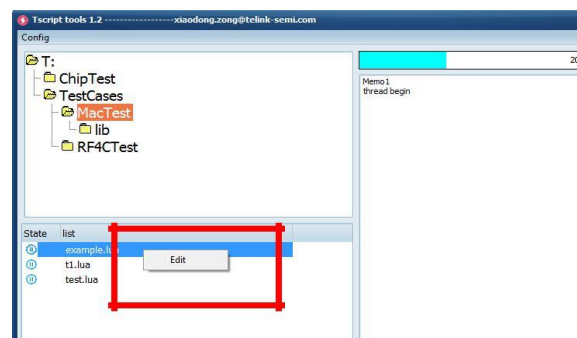 Tscript tools 1.2 -----------------xiaodong.zong@telink-semi.com
Config
T:
ChipTest
TestCases
MacTest
lib
RF4CTest
20
Memo1
thread begin
State list
example.lua
Edit
t1.lua
test.lua